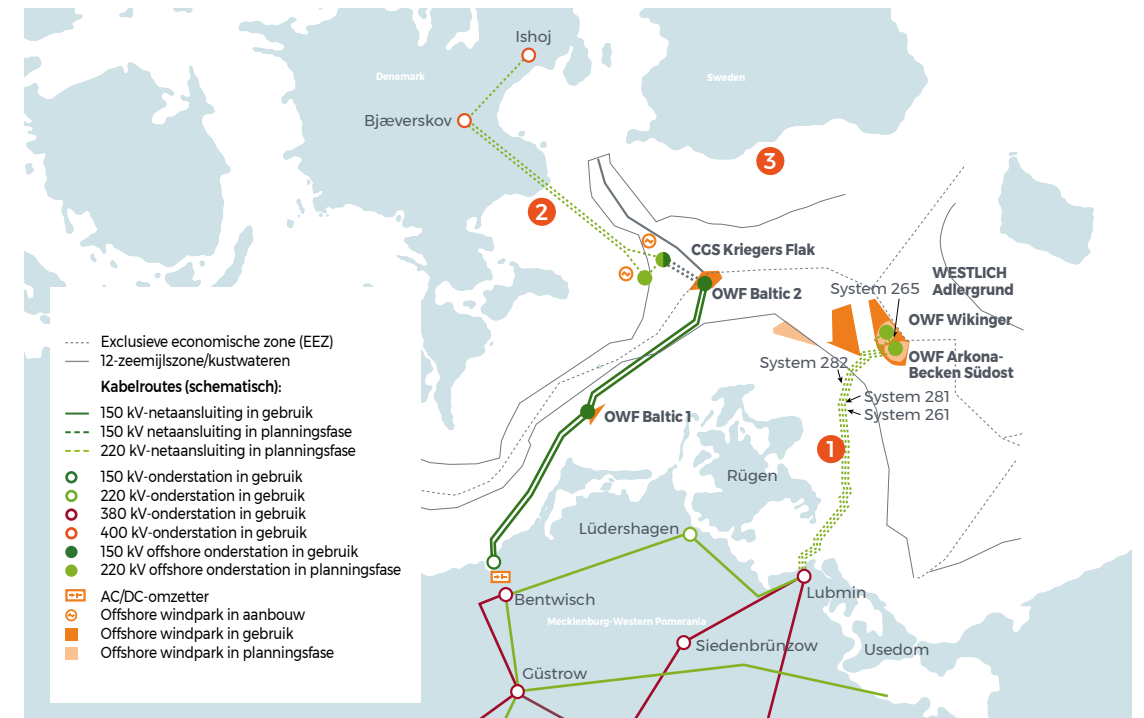 Ishoj
Denemark
Sweden
Bjæverskov
3
2
CGS Kriegers Flak
WESTLICH
Adlergrund
System 265
OWF Baltic 2
OWF Wikinger
OWF Arkona-
Becken Südost
System 282
System 281
System 261
OWF Baltic 1
1
Rügen
Lüdershagen
Lubmin
Bentwisch
Mecklenburg-Western Pomerania
Siedenbrünzow
Usedom
Güstrow
Exclusieve economische zone (EEZ)
12-zeemijlszone/kustwateren
Kabelroutes (schematisch):
150 kV-netaansluiting in gebruik
150 kV netaansluiting in planningsfase
220 kV-netaansluiting in planningsfase
150 kV-onderstation in gebruik
220 kV-onderstation in gebruik
380 kV-onderstation in gebruik
400 kV-onderstation in gebruik
150 kV offshore onderstation in gebruik
220 kV offshore onderstation in planningsfase
AC/DC-omzetter
Offshore windpark in aanbouw
Offshore windpark in gebruik
Offshore windpark in planningsfase